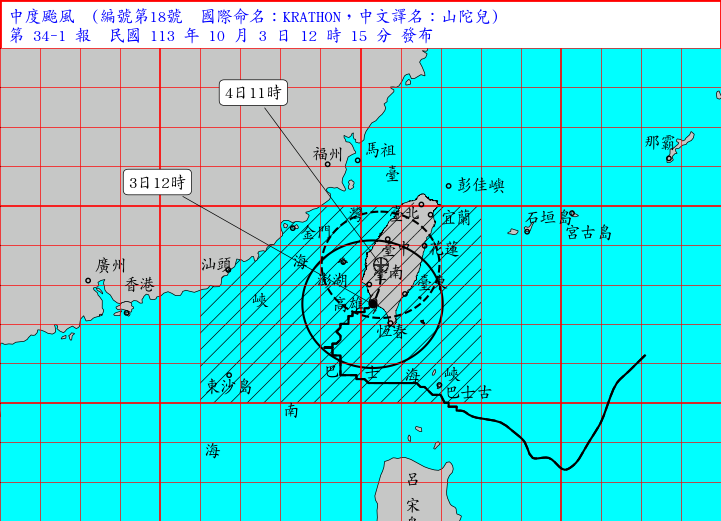 中度颱風 (編號第18號 國際命名：KRATHON，中文譯名：山陀兒)
第 34-1 報 民國 113 年 10 月 3 日 12 時 15 分 發布
4日11時
那霸
馬祖
福州
臺
3日12時
彭佳嶼
灣
臺北
宜蘭
石垣島
宮古島
金門
臺中
花蓮
海
廣州
汕頭
臺南
澎湖
香港
臺東
峽
高雄
恆春
巴 士 海 峽
東沙島
巴士古
南
海
呂
宋
島